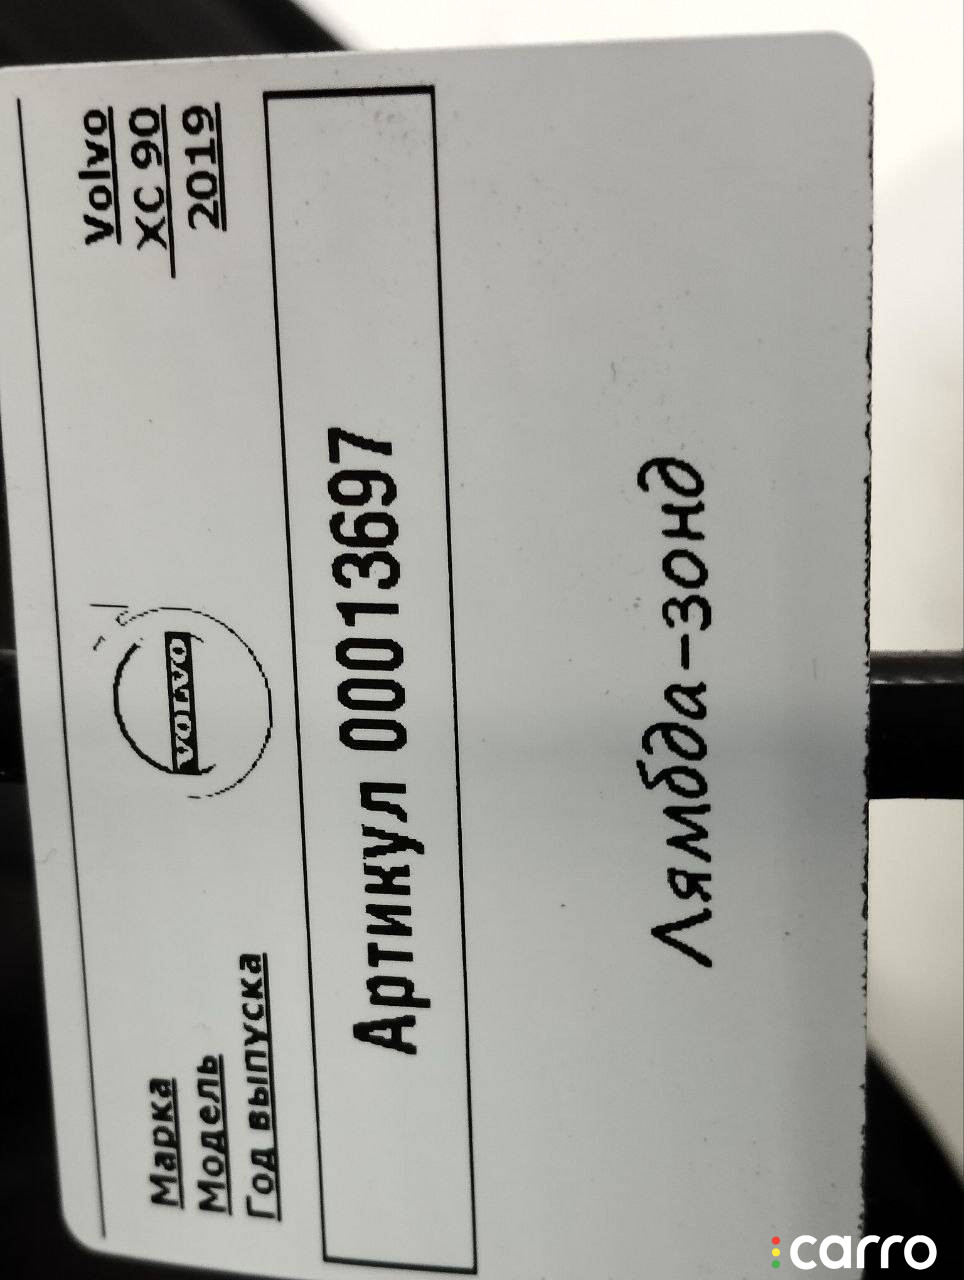 Марка Volvo
Модель XC 90
Год выпуска 2019
VOLVO
Артикул 00013697
Лямбда-зонд
carro